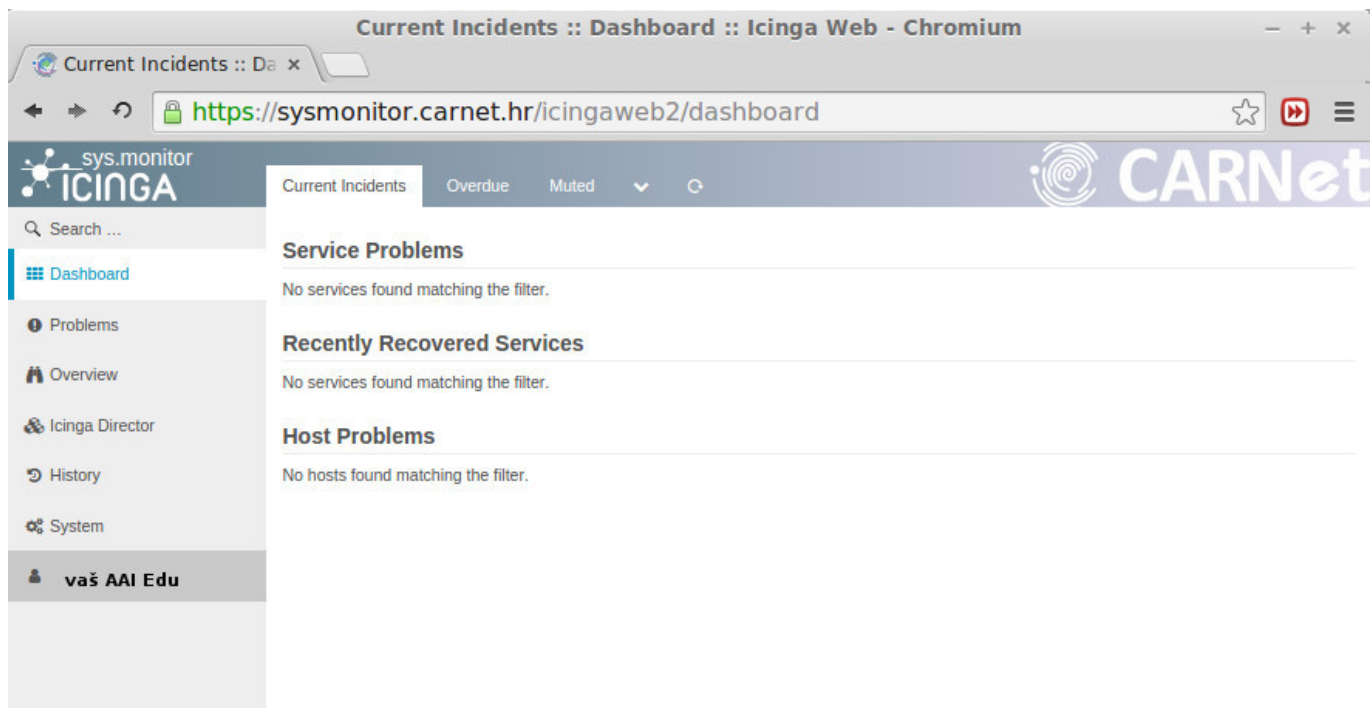 Current Incidents :: Dashboard :: Icinga Web - Chromium
Current Incidents :: Da
https://sysmonitor.carnet.hr/icingaweb2/dashboard
sys.monitor
ICINGA
Current Incidents Overdue Muted
CARNet
Search ...
Dashboard
Problems
Overview
Icinga Director
History
System
vaš AAI Edu
Service Problems
No services found matching the filter.
Recently Recovered Services
No services found matching the filter.
Host Problems
No hosts found matching the filter.